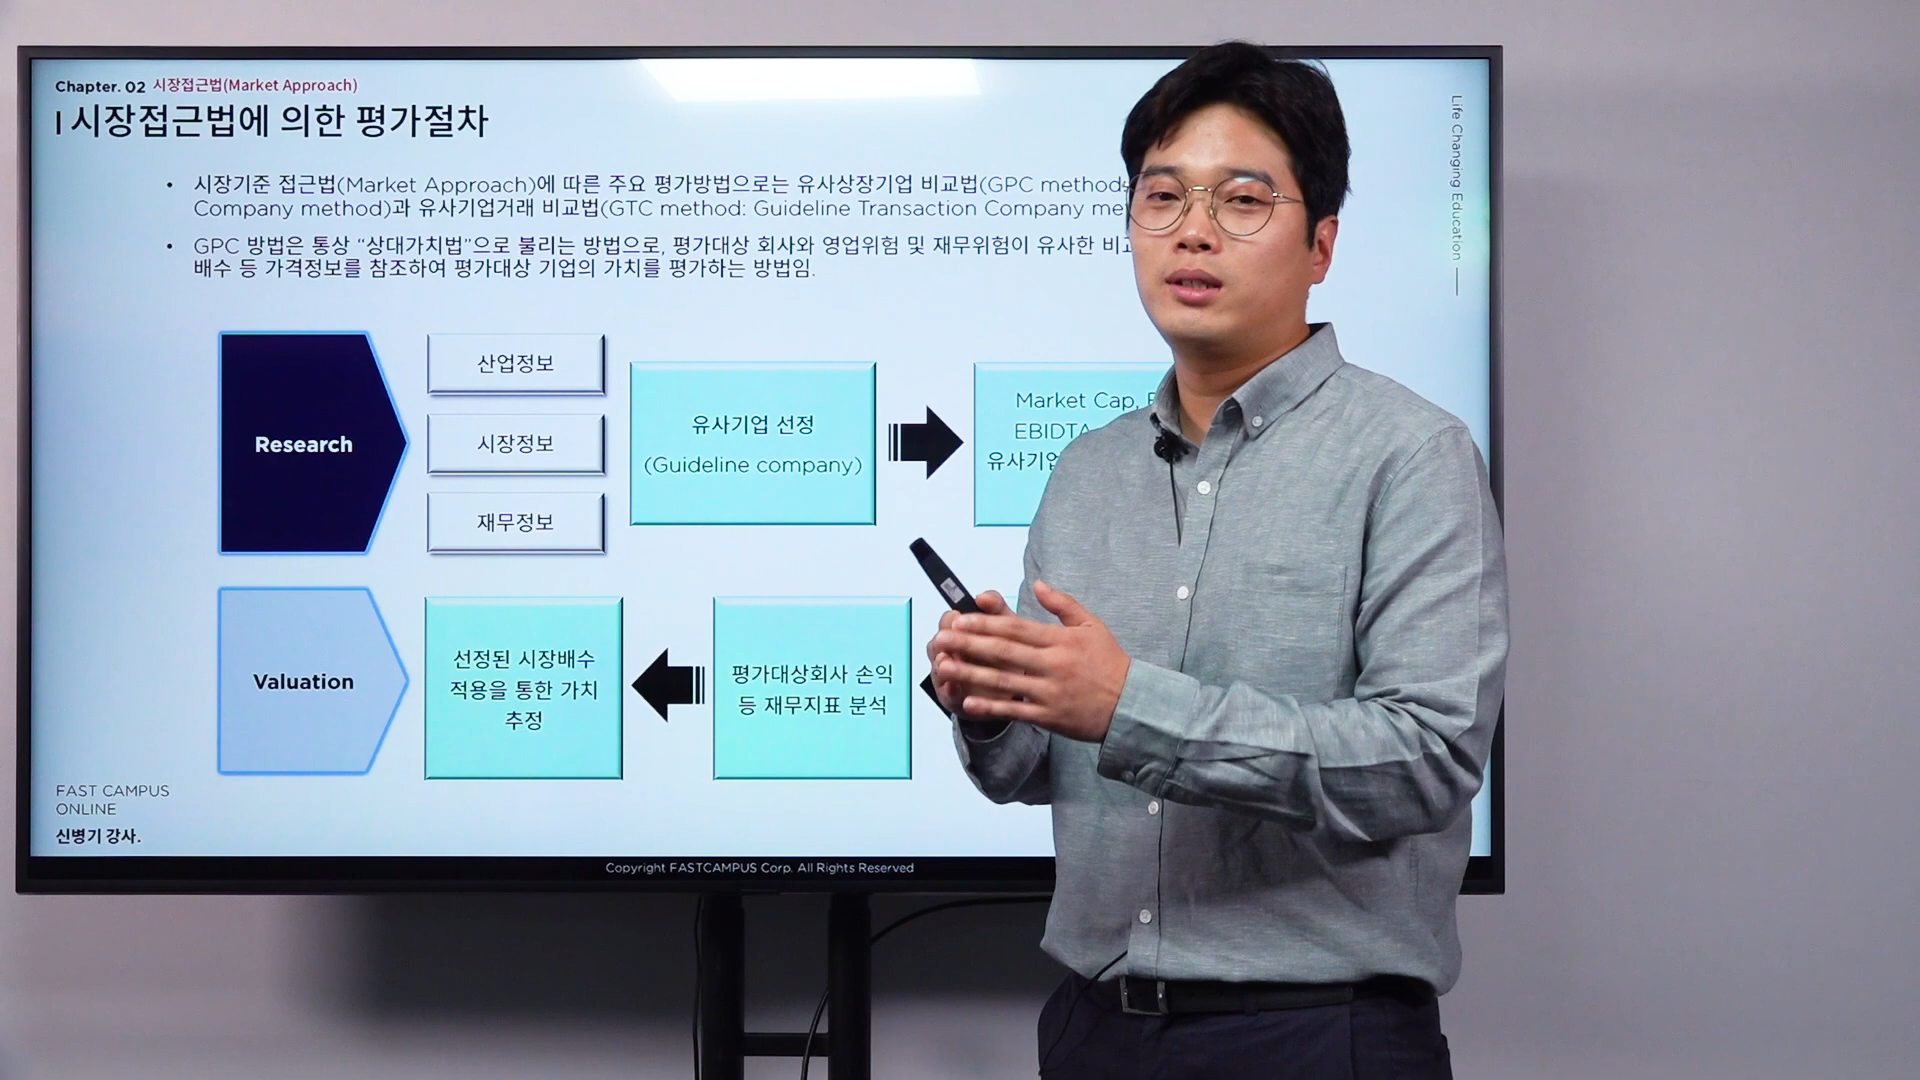 Chapter. 02 시장접근법(Market Approach)
I 시장접근법에 의한 평가절차
• 시장기준 접근법(Market Approach)에 따른 주요 평가방법으로는 유사상장기업 비교법(GPC method
Company method)과 유사기업거래 비교법(GTC method: Guideline Transaction Company
• GPC 방법은 통상 “상대가치법”으로 불리는 방법으로, 평가대상 회사와 영업위험 및 재무위험이 유사한
배수 등 가격정보를 참조하여 평가대상 기업의 가치를 평가하는 방법임.
Research
산업정보
시장정보
재무정보
유사기업 선정
(Guideline company)
Market Cap,
EBIDTA
유사기업
Valuation
선정된 시장배수
적용을 통한 가치
추정
평가대상회사 손익
등 재무지표 분석
FAST CAMPUS
ONLINE
신병기 강사.
Copyright FASTCAMPUS Corp. All Rights Reserved
Life Changing Education